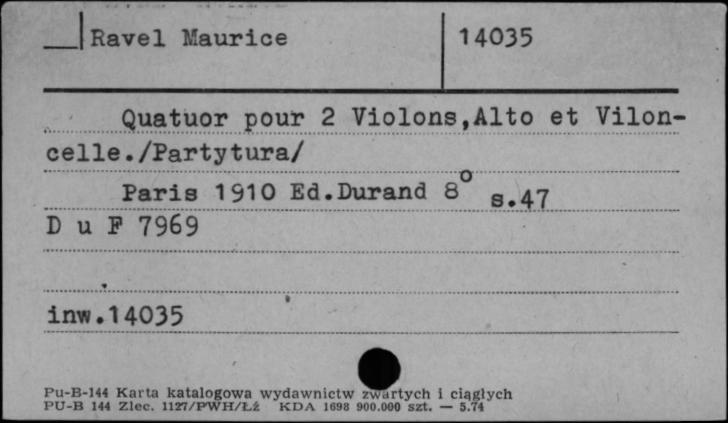 Ravel Maurice 14035
Quatuor pour 2 Violons,Alto et Vilon-
celle./Partytura/
Paris 1910 Ed.Durand 8° s.47
D u F 7969
inw.14035
Pu-B-144 Karta katalogowa wydawnictw zwartych i ciągłych
PU-B 144 Zlec. 1127/PWH/Łź KDA 1698 900.000 szt. — 5.74